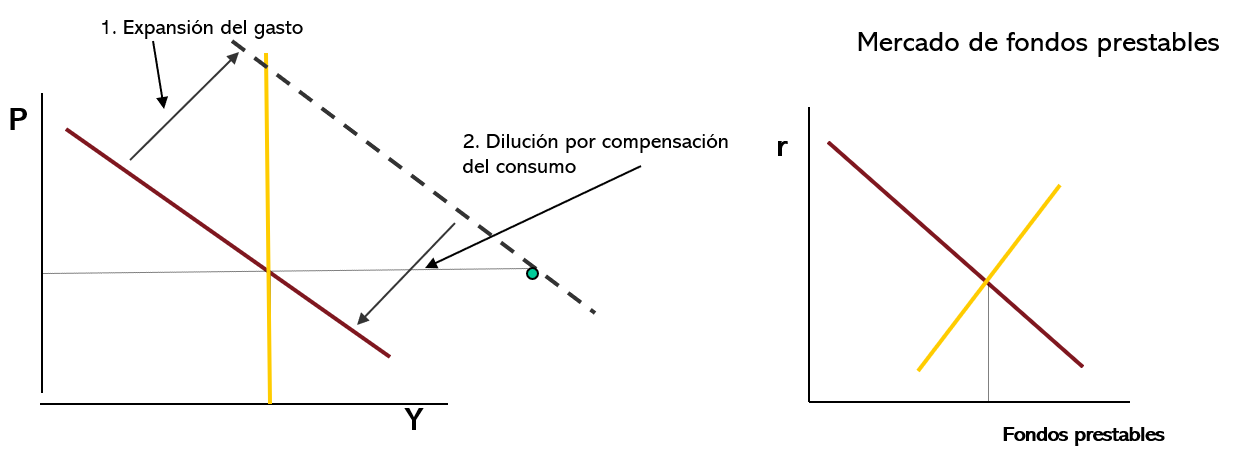 1. Expansión del gasto
Mercado de fondos prestables
P
2. Dilución por compensación
del consumo
r
Y
Fondos prestables